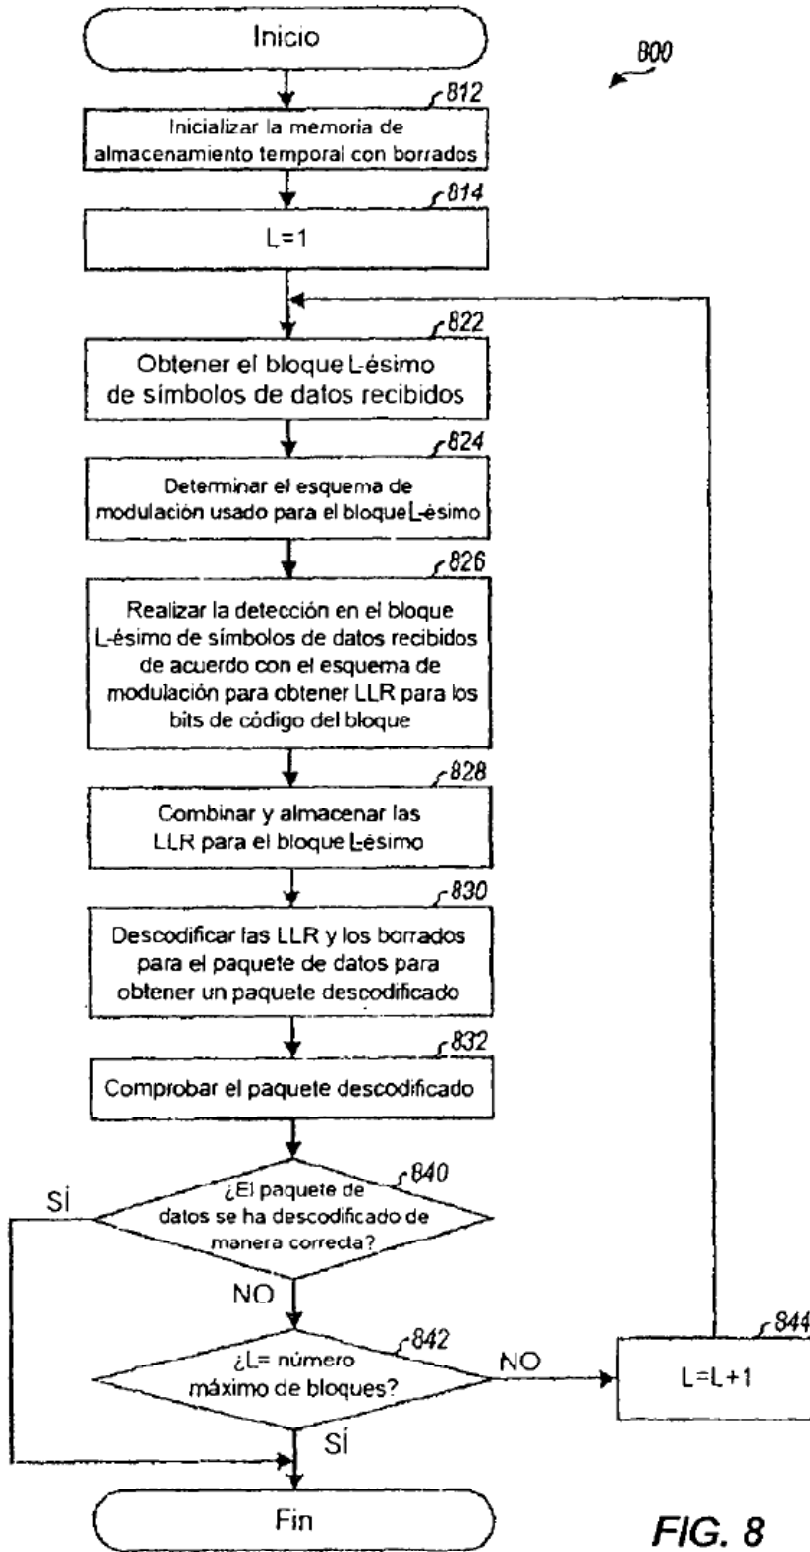 Inicio
800
812
Inicializar la memoria de
almacenamiento temporal con borrados
814
L=1
822
Obtener el bloque L-ésimo
de símbolos de datos recibidos
824
Determinar el esquema de
modulación usado para el bloque L-ésimo
826
Realizar la detección en el bloque
L-ésimo de símbolos de datos recibidos
de acuerdo con el esquema de
modulación para obtener LLR para los
bits de código del bloque
828
Combinar y almacenar las
LLR para el bloque L-ésimo
830
Descodificar las LLR y los borrados
para el paquete de datos para
obtener un paquete descodificado
832
Comprobar el paquete descodificado
840
SÍ
¿El paquete de
datos se ha descodificado de
manera correcta?
NO
842
¿L= número
máximo de bloques?
NO
844
L=L+1
SÍ
Fin
FIG. 8